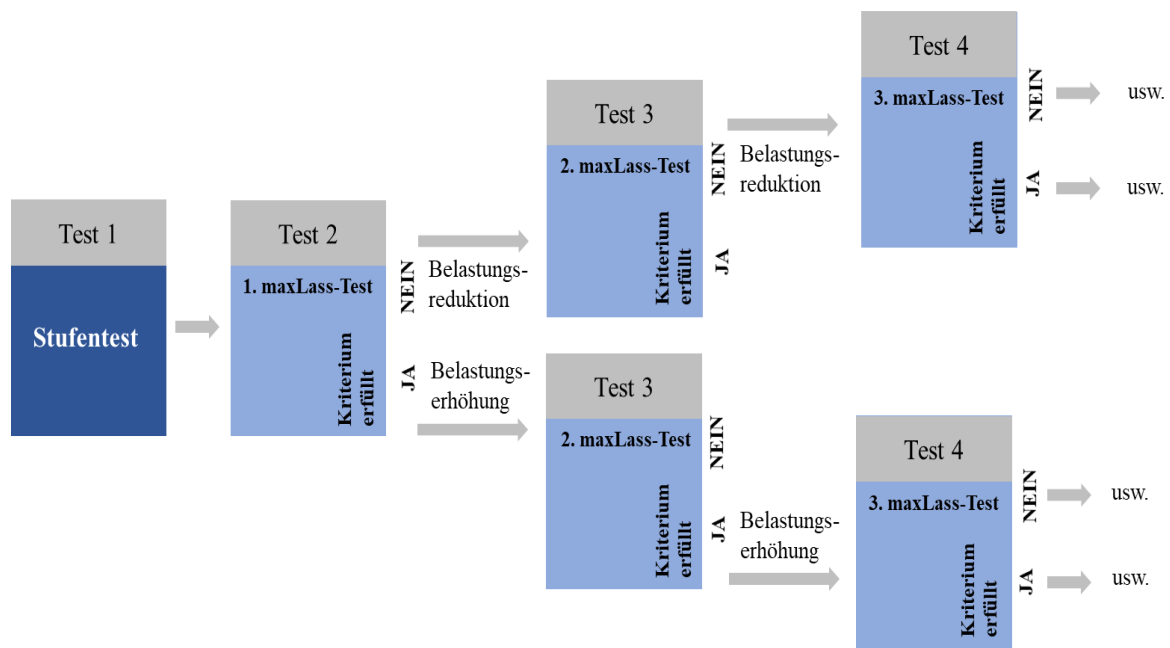 Test 1
Stufentest
Test 2
1. maxLass-Test
Kriterium
erfüllt
NEIN
Belastungs-
reduktion
JA
Belastungs-
erhöhung
Test 3
2. maxLass-Test
Kriterium
erfüllt
NEIN
Belastungs-
reduktion
JA
Test 4
3. maxLass-Test
Kriterium
erfüllt
NEIN
usw.
JA
usw.
Test 3
2. maxLass-Test
Kriterium
erfüllt
NEIN
JA
Belastungs-
erhöhung
Test 4
3. maxLass-Test
Kriterium
erfüllt
NEIN
usw.
JA
usw.